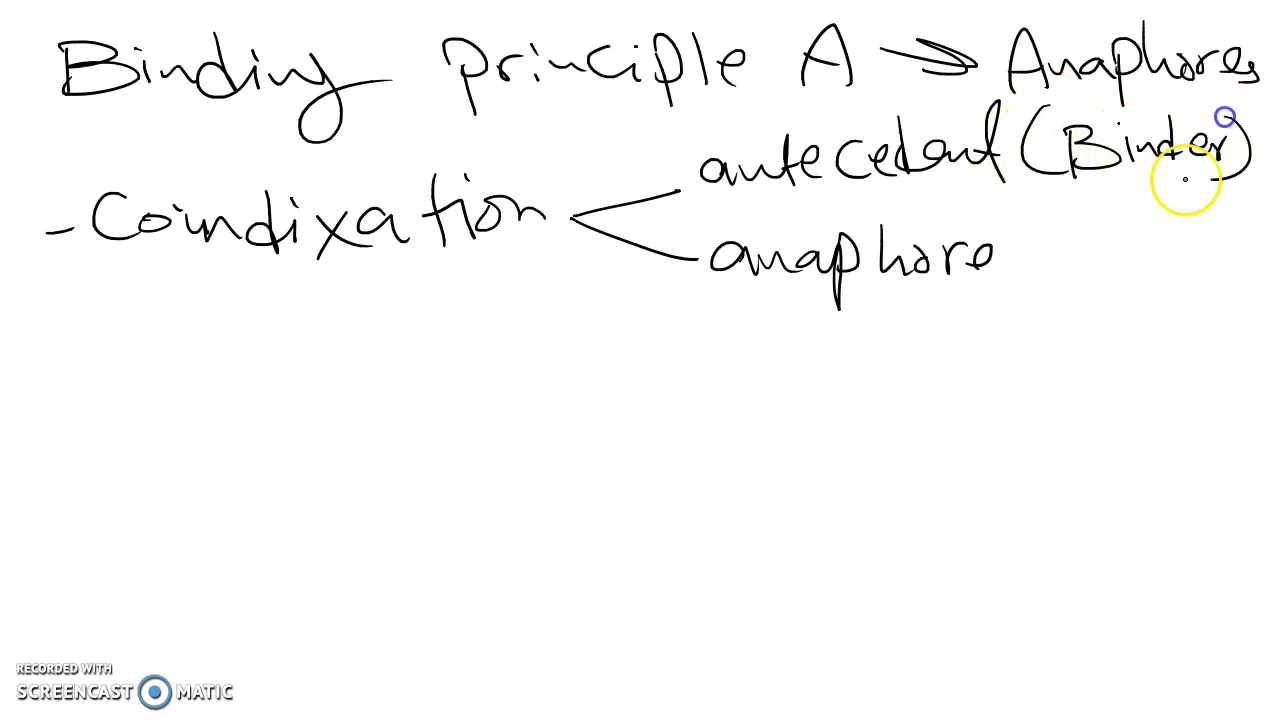 Binding principle A → Anaphores
antecedent (Binder)
- Coindixation
anaphore
RECORDED WITH
SCREENCAST MATIC